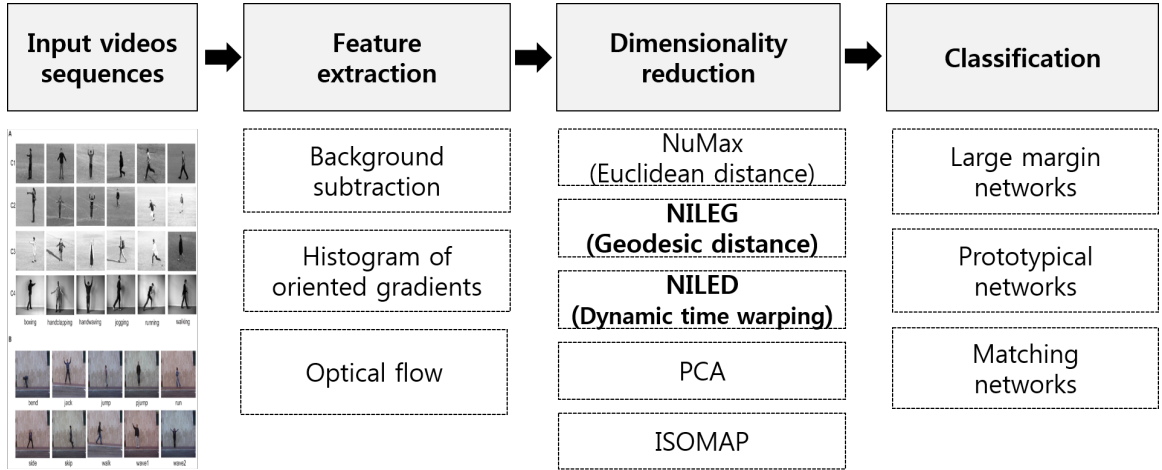 Input videos
sequences
Feature
extraction
Dimensionality
reduction
Classification
A
C1
C2
C3
C4
boxing handclapping handwaving jogging running walking
B
bend jack jump pjump run
side skip walk wave1 wave2
Background
subtraction
Histogram of
oriented gradients
Optical flow
NuMax
(Euclidean distance)
NILEG
(Geodesic distance)
NILED
(Dynamic time warping)
PCA
ISOMAP
Large margin
networks
Prototypical
networks
Matching
networks